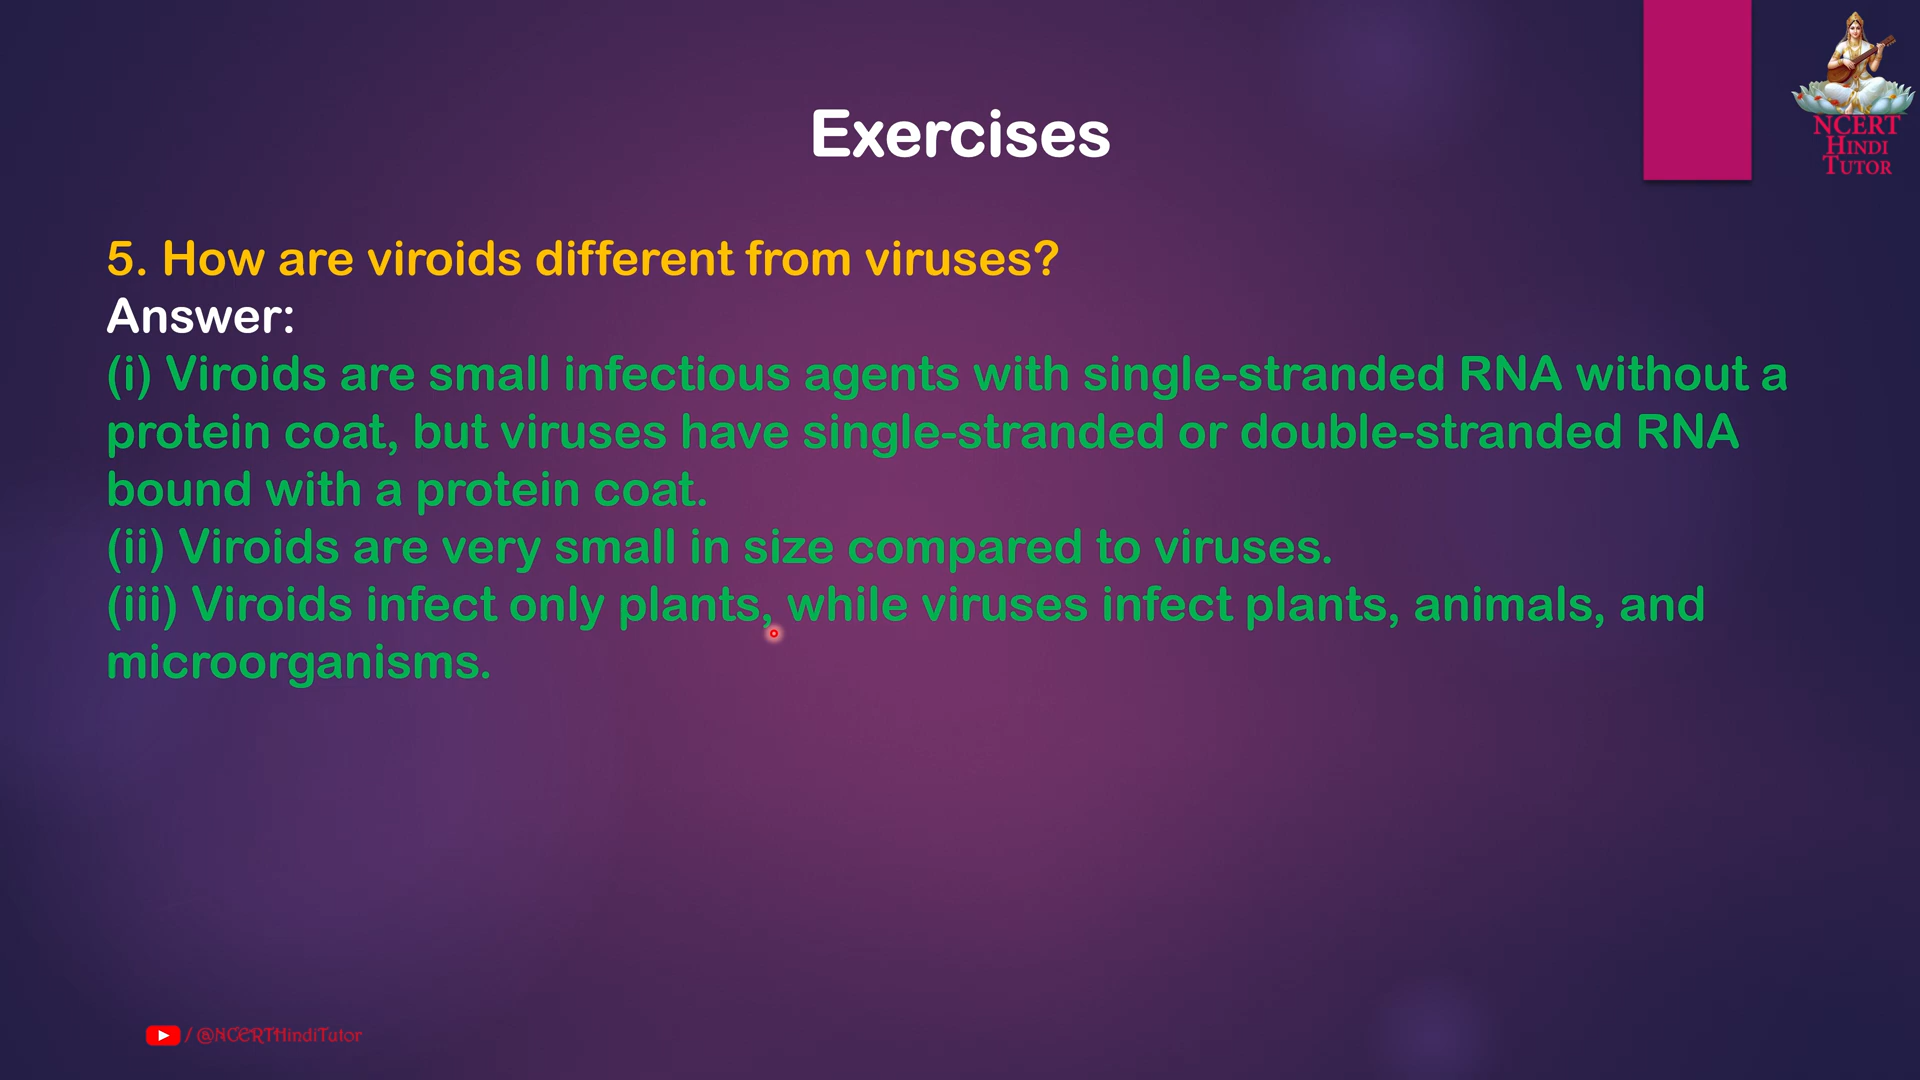 NCERT
HINDI
TUTOR
Exercises
5. How are viroids different from viruses?
Answer:
(i) Viroids are small infectious agents with single-stranded RNA without a
protein coat, but viruses have single-stranded or double-stranded RNA
bound with a protein coat.
(ii) Viroids are very small in size compared to viruses.
(iii) Viroids infect only plants, while viruses infect plants, animals, and
microorganisms.
/ @NCERTHindiTutor